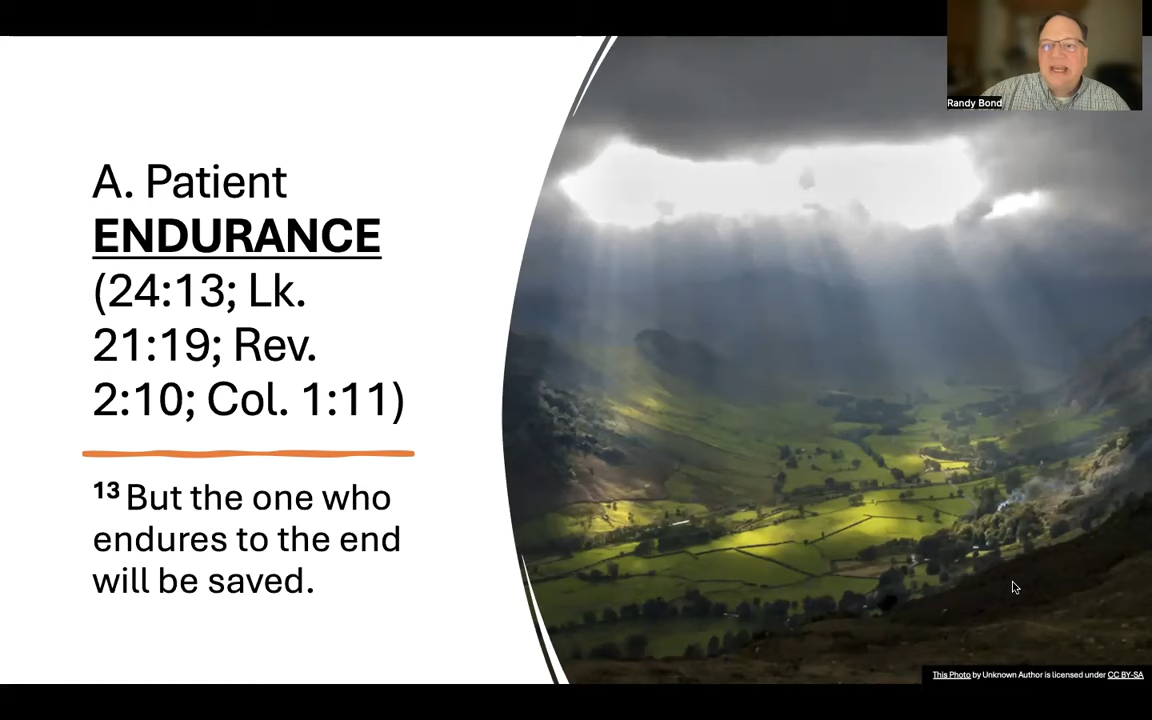 A. Patient
ENDURANCE
(24:13; Lk.
21:19; Rev.
2:10; Col. 1:11)
13 But the one who
endures to the end
will be saved.
Randy Bond
This Photo by Unknown Author is licensed under CC BY-SA